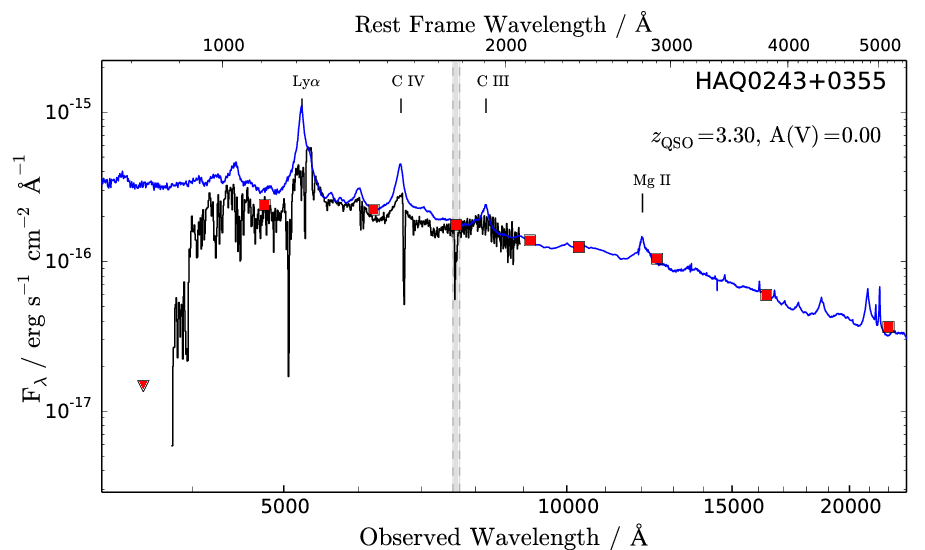 Rest Frame Wavelength / Å
1000 2000 3000 4000 5000
HAQ0243+0355
z_QSO=3.30, A(V)=0.00
Lyα C IV C III
Mg II
F_λ / erg s⁻¹ cm⁻² Å⁻¹
10⁻¹⁵
10⁻¹⁶
10⁻¹⁷
5000 10000 15000 20000
Observed Wavelength / Å